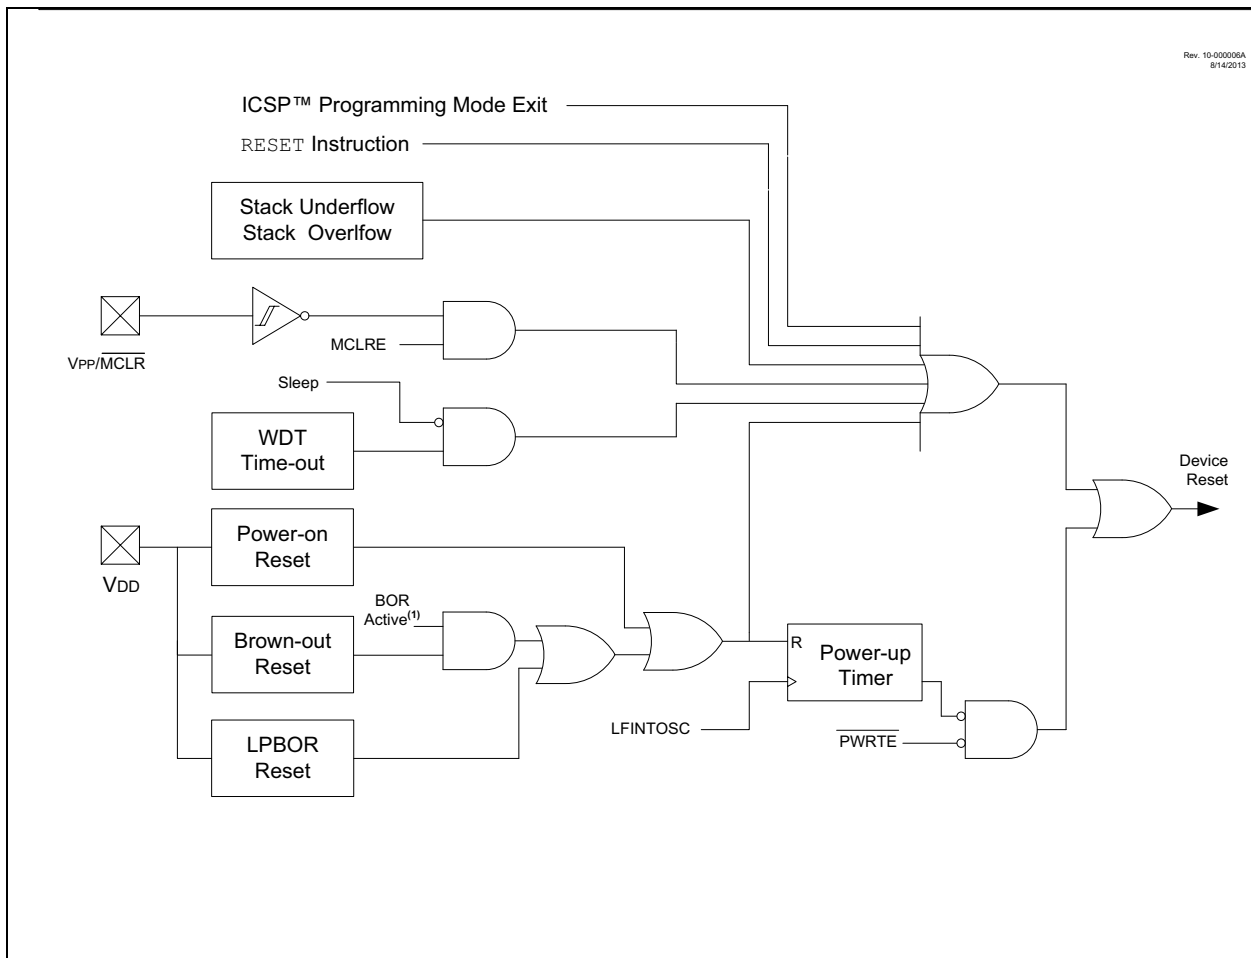 Rev. 10-000006A
8/14/2013
ICSP™ Programming Mode Exit
RESET Instruction
Stack Underflow
Stack Overlfow
VPP/MCLR
MCLRE
Sleep
WDT
Time-out
Device
Reset
VDD
Power-on
Reset
BOR
Active(1)
Brown-out
Reset
R
Power-up
Timer
LFINTOSC
PWRTE
LPBOR
Reset